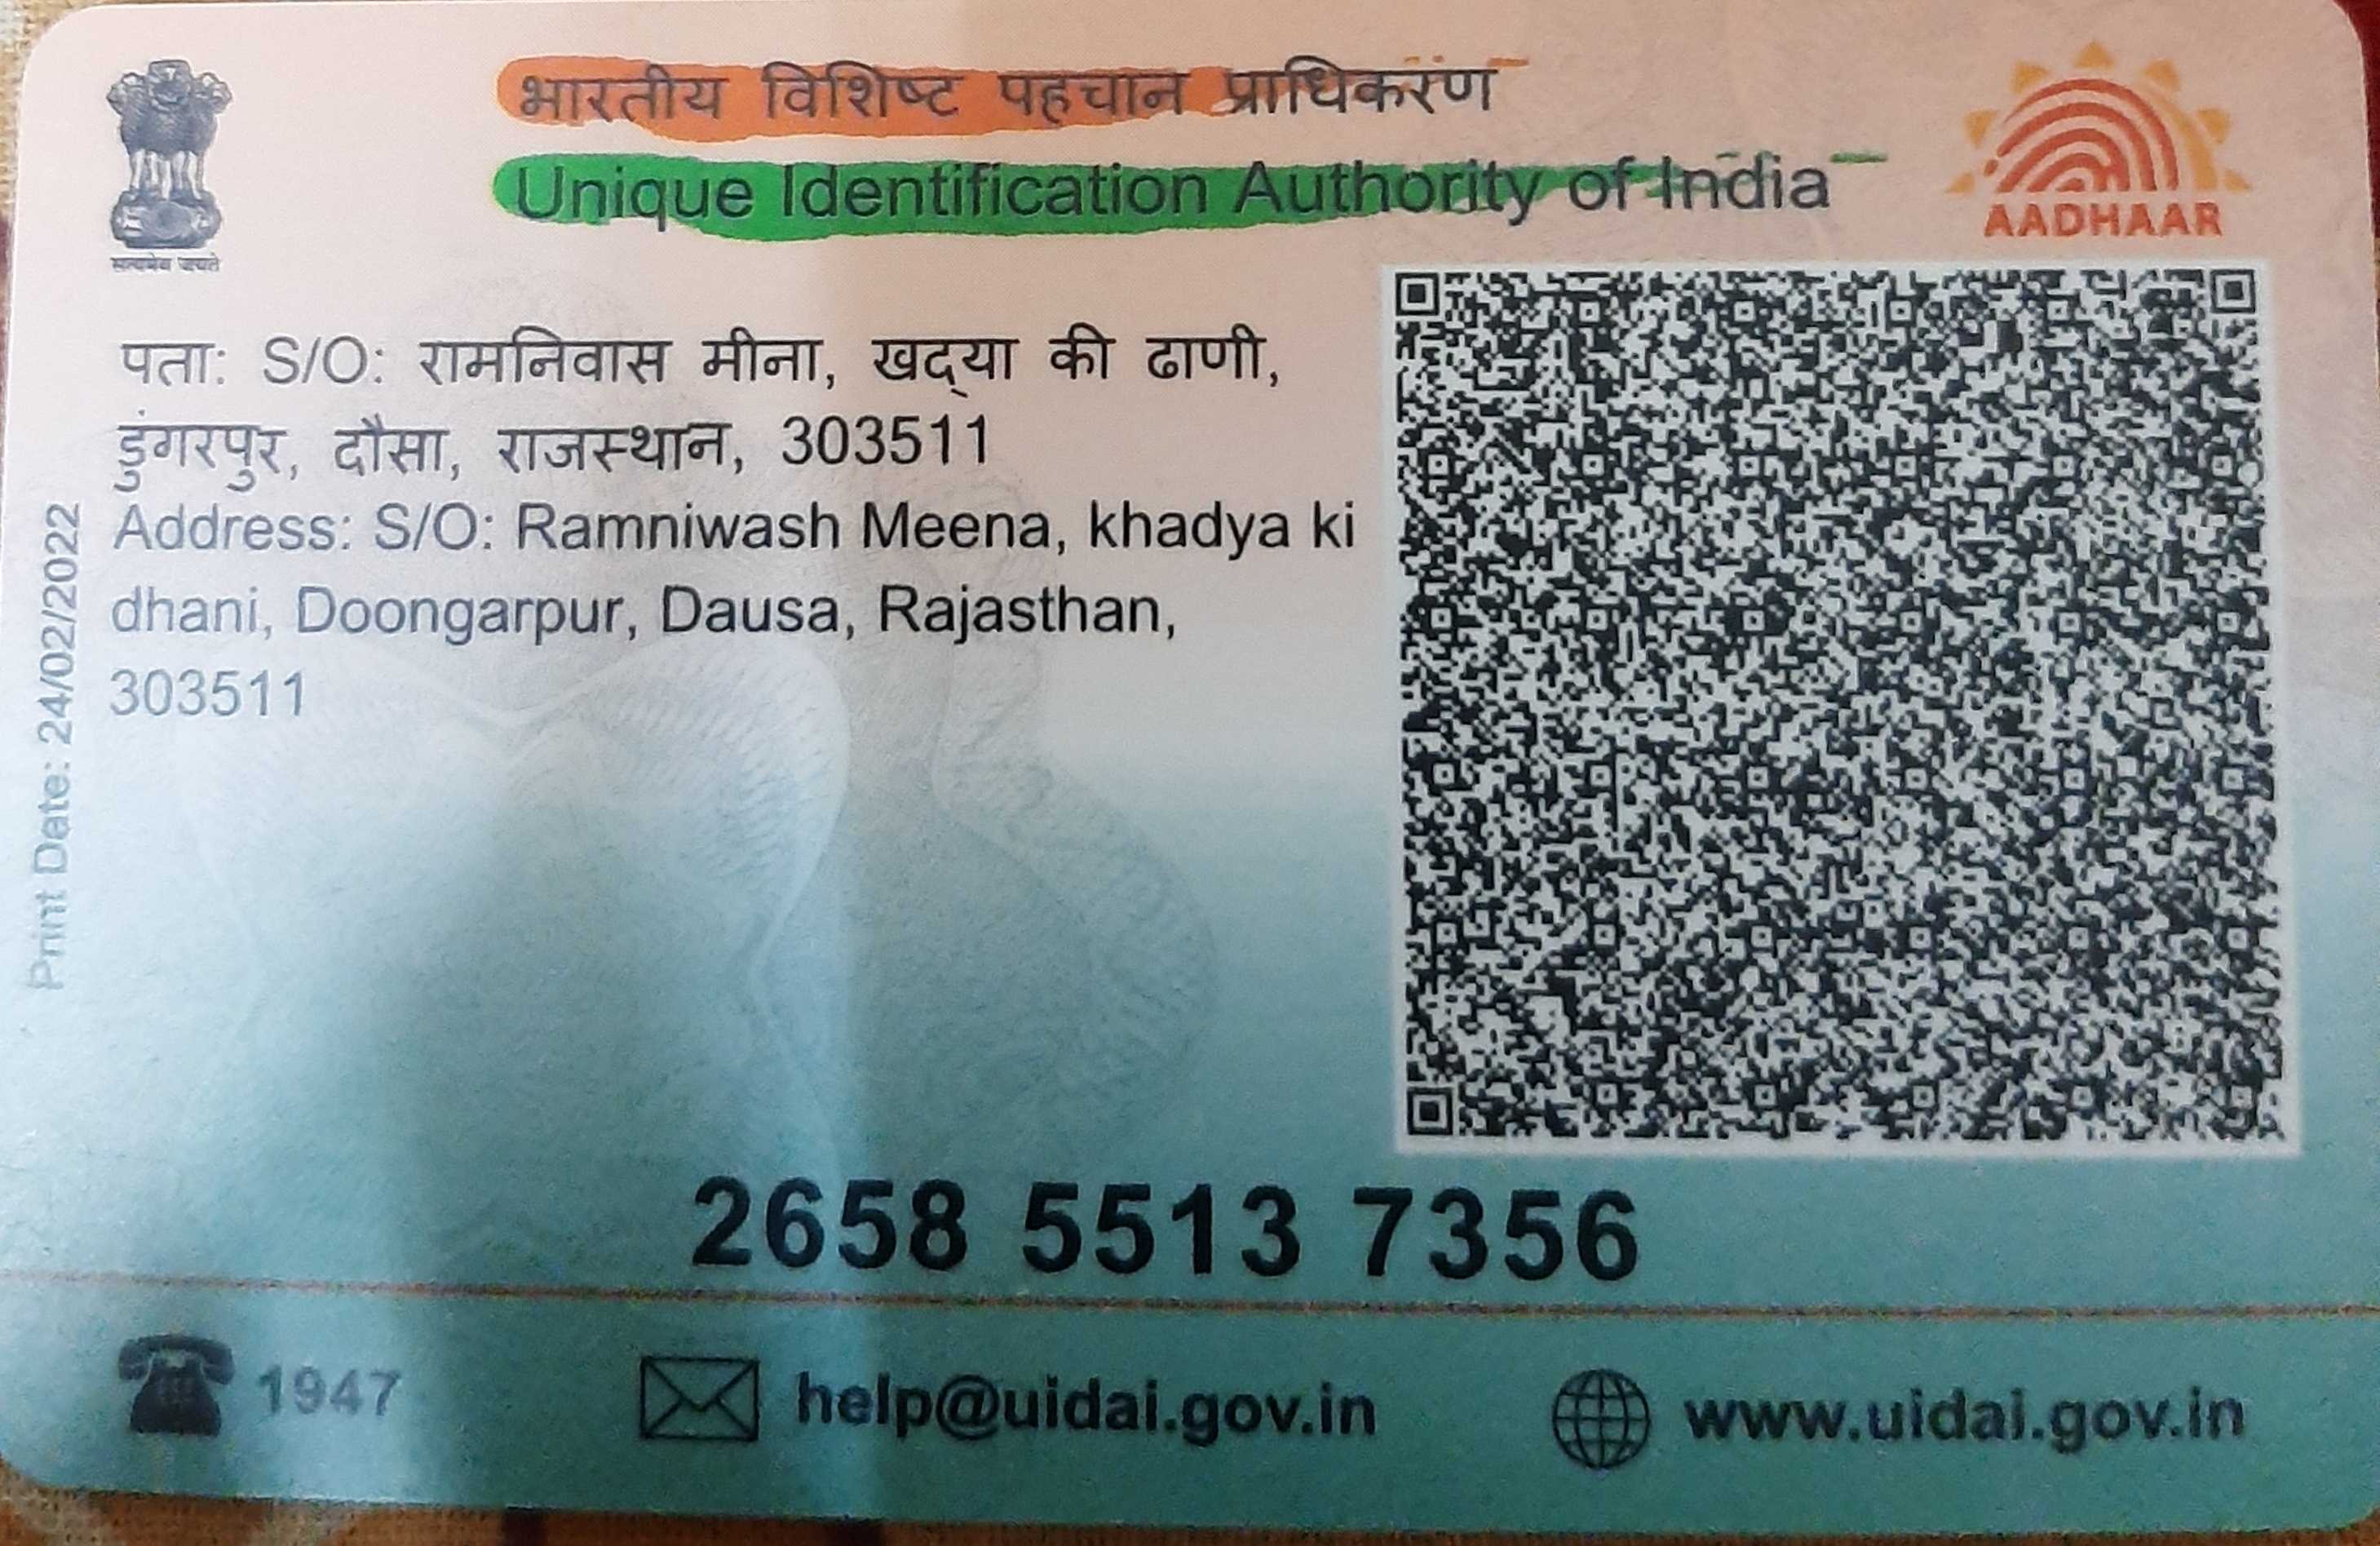 भारतीय विशिष्ट पहचान प्राधिकरण
Unique Identification Authority of India
AADHAAR
सत्यमेव जयते
पता: S/O: रामनिवास मीना, खद्या की ढाणी,
डुंगरपुर, दौसा, राजस्थान, 303511
Address: S/O: Ramniwash Meena, khadya ki
dhani, Doongarpur, Dausa, Rajasthan,
303511
Print Date: 24/02/2022
2658 5513 7356
1947
help@uidai.gov.in
www.uidai.gov.in